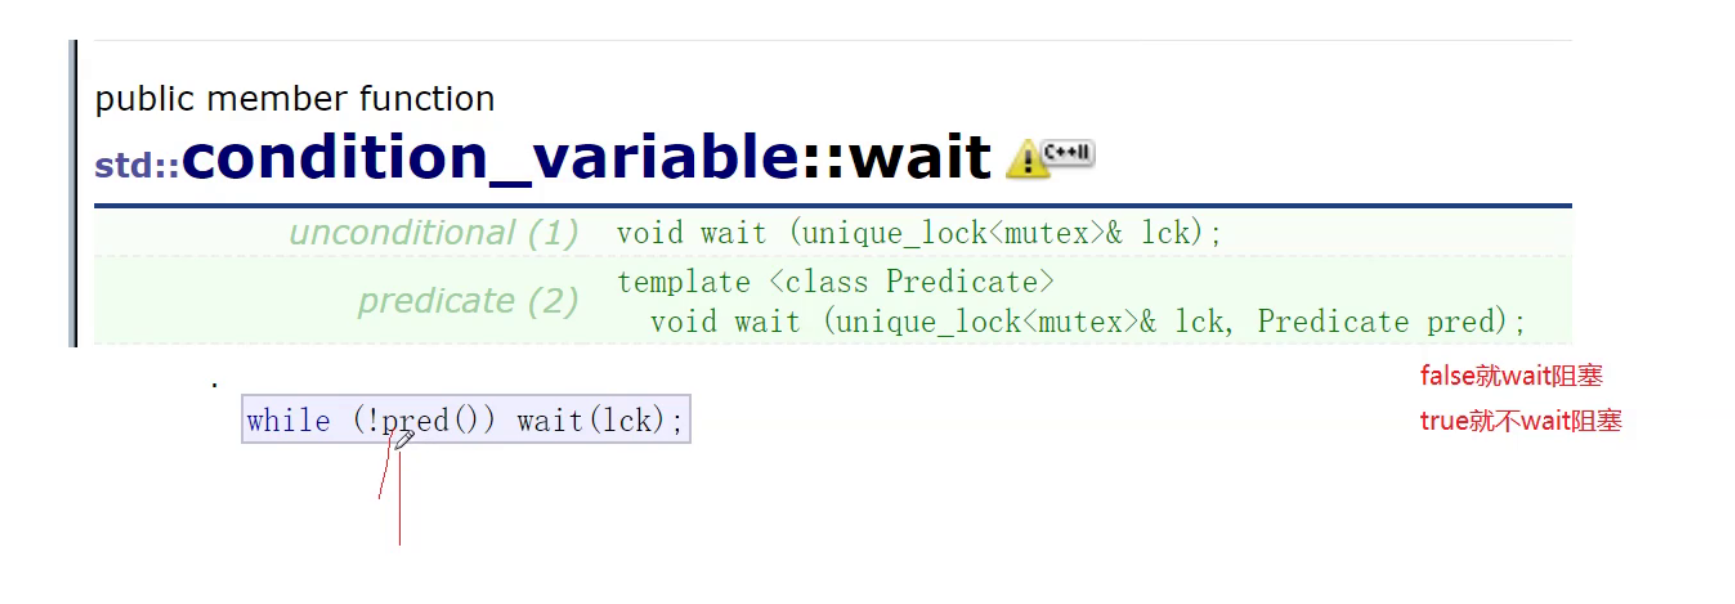 public member function
std::condition_variable::wait C++11
unconditional (1) void wait (unique_lock<mutex>& lck);
predicate (2) template <class Predicate>
void wait (unique_lock<mutex>& lck, Predicate pred);
false就wait阻塞
while (!pred()) wait(lck);
true就不wait阻塞